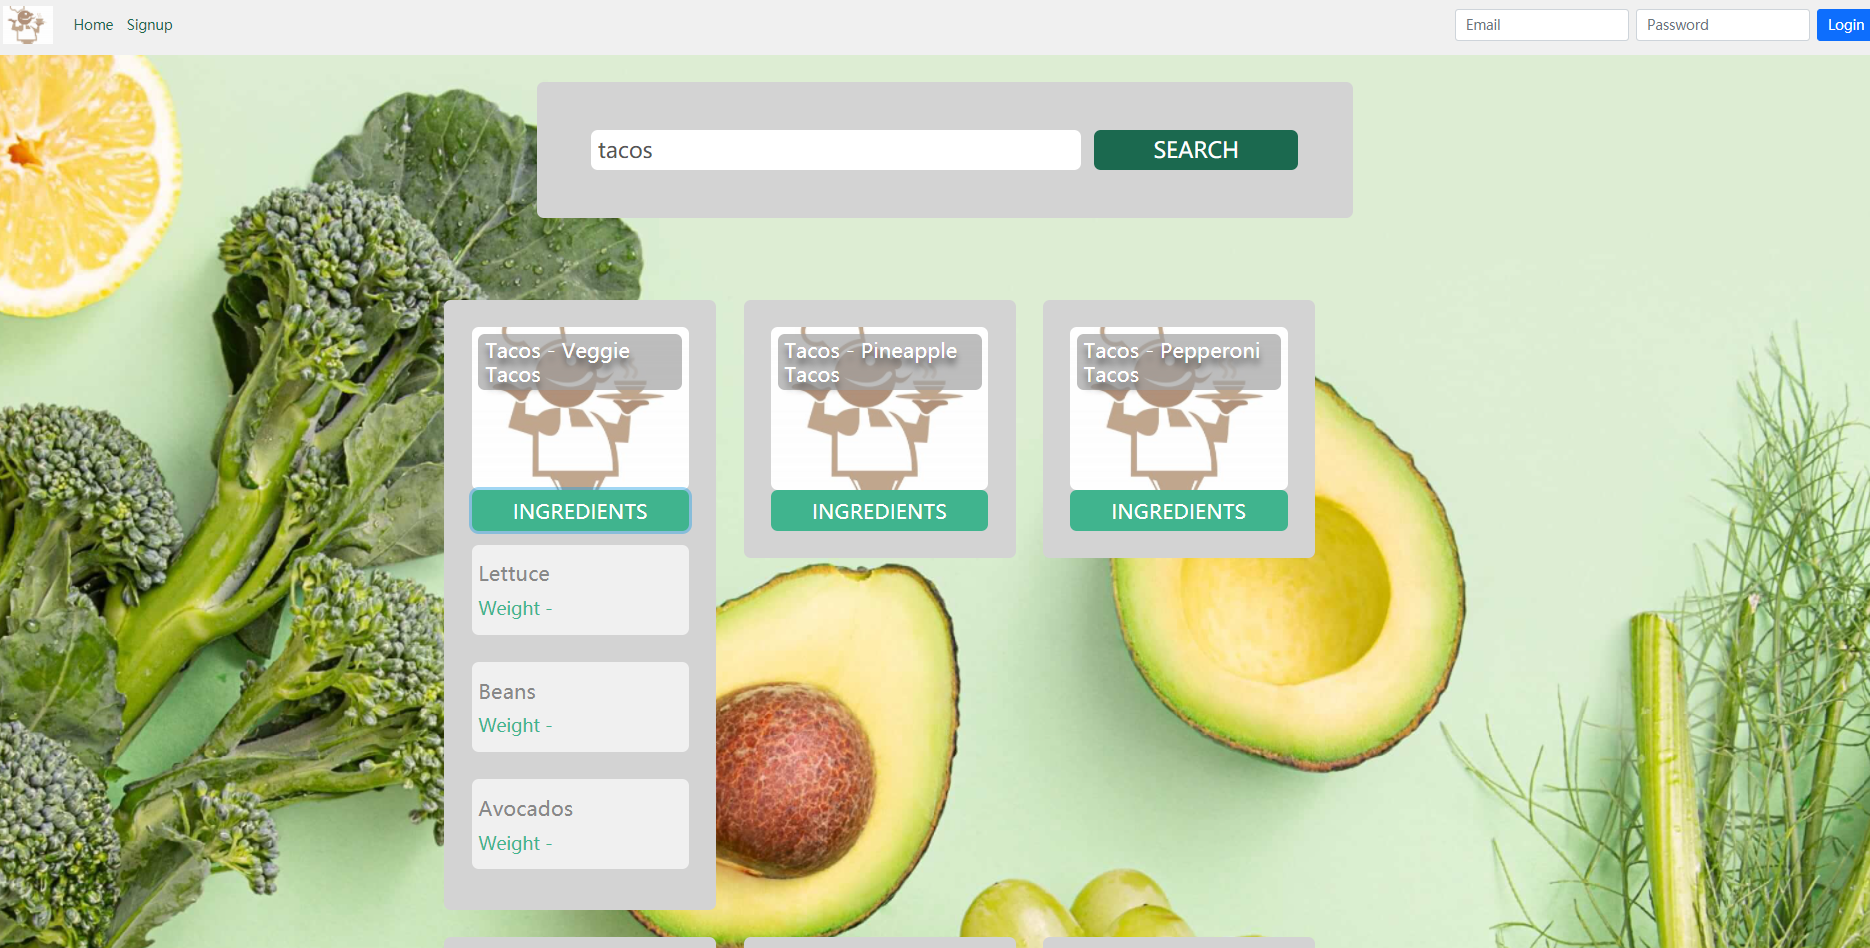 Home Signup Email Password Login
tacos SEARCH
Tacos - Veggie
Tacos
INGREDIENTS
Lettuce
Weight -
Beans
Weight -
Avocados
Weight -
Tacos - Pineapple
Tacos
INGREDIENTS
Tacos - Pepperoni
Tacos
INGREDIENTS